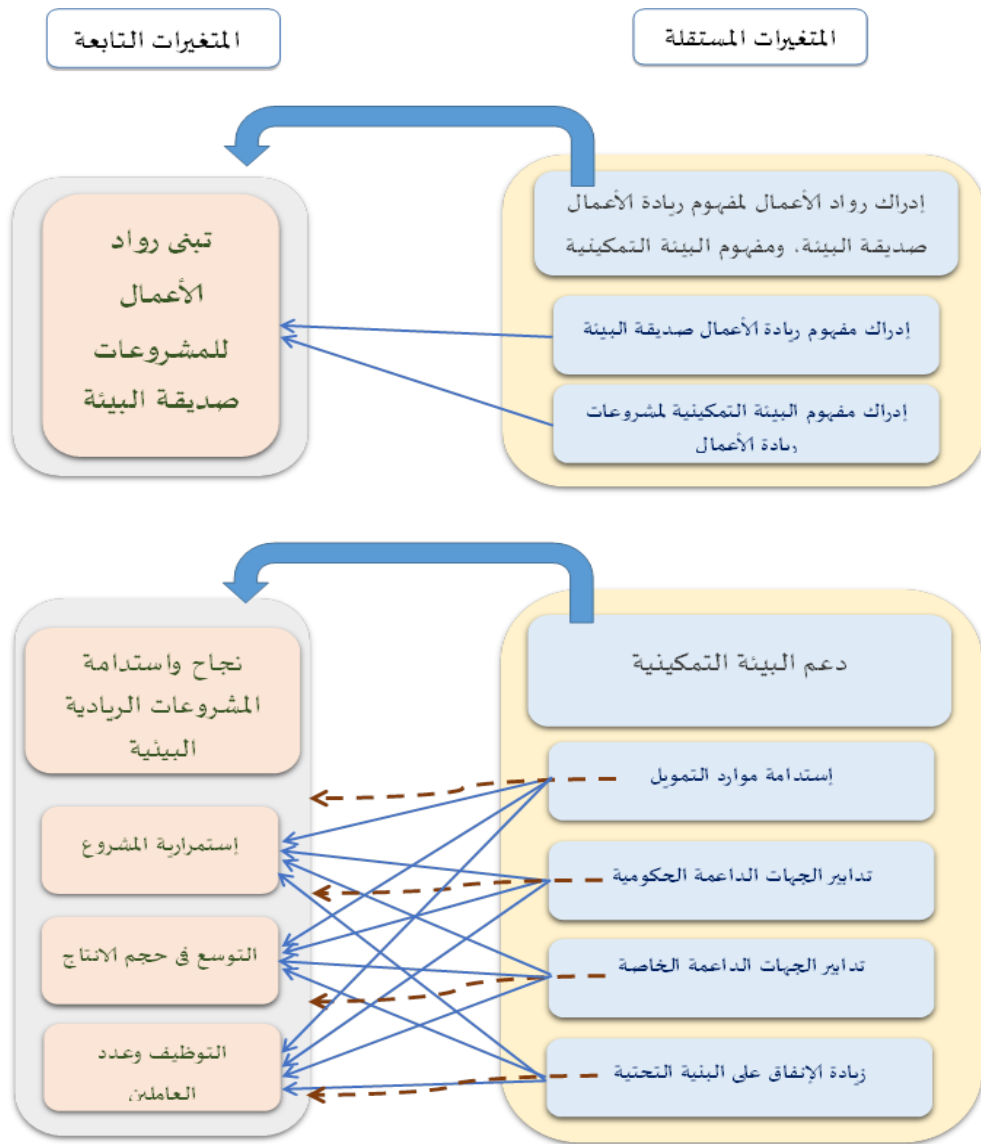 المتغيرات المستقلة
المتغيرات التابعة
إدراك رواد الأعمال لمفهوم ريادة الأعمال
صديقة البيئة، ومفهوم البيئة التمكينية
إدراك مفهوم ريادة الأعمال صديقة البيئة
إدراك مفهوم البيئة التمكينية لمشروعات
ريادة الأعمال
تبنى رواد
الأعمال
للمشروعات
صديقة البيئة
دعم البيئة التمكينية
إستدامة موارد التمويل
تدابير الجهات الداعمة الحكومية
تدابير الجهات الداعمة الخاصة
زيادة الإنفاق على البنية التحتية
نجاح واستدامة
المشروعات الريادية
البيئية
إستمرارية المشروع
التوسع فى حجم الانتاج
التوظيف وعدد
العاملين